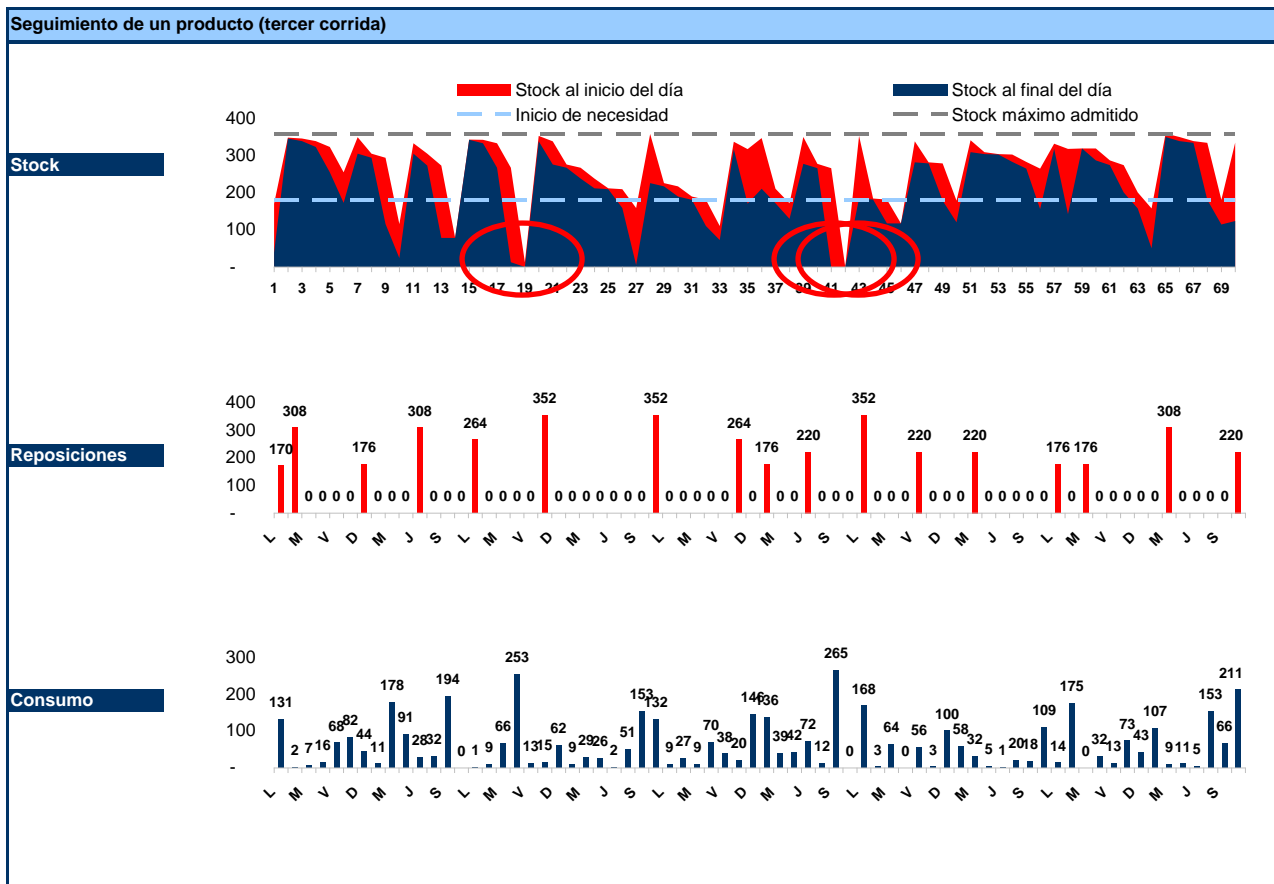 Seguimiento de un producto (tercer corrida)
Stock al inicio del día Stock al final del día
Inicio de necesidad Stock máximo admitido
400
300
Stock
200
100
-
1 3 5 7 9 11 13 15 17 19 21 23 25 27 29 31 33 35 37 39 41 43 45 47 49 51 53 55 57 59 61 63 65 67 69
400
300
Reposiciones
200
100
-
170 308 0 0 0 0 176 0 0 0 308 0 0 0 264 0 0 0 0 352 0 0 0 0 0 0 0 352 0 0 0 0 0 264 0 176 0 0 220 0 0 0 352 0 0 0 220 0 0 0 220 0 0 0 0 0 176 0 176 0 0 0 0 0 308 0 0 0 0 220
L M V D M J S L M V D M J S L M V D M J S L M V D M J S L M V D M J S
300
200
Consumo
100
-
131 2 7 16 68 82 44 11 178 91 28 32 194 0 1 9 66 253 13 15 62 9 29 26 2 51 153 132 9 27 9 70 38 20 146 136 39 42 72 12 265 0 168 3 64 0 56 3 100 58 32 5 1 20 18 109 14 175 0 32 13 73 43 107 9 11 5 153 66 211
L M V D M J S L M V D M J S L M V D M J S L M V D M J S L M V D M J S